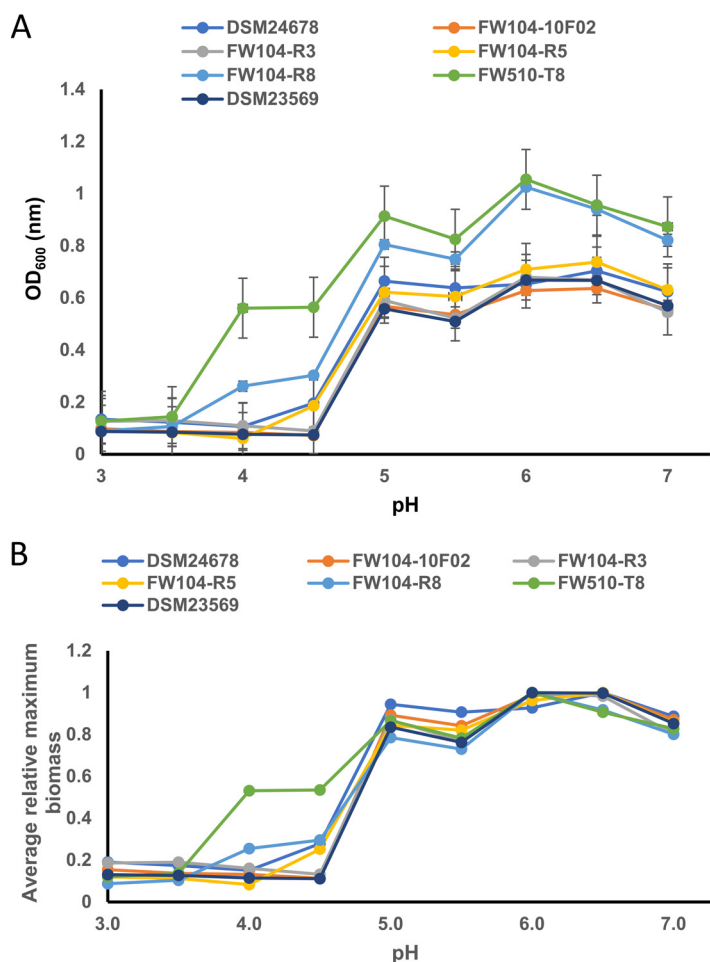 A
DSM24678 FW104-10F02
FW104-R3 FW104-R5
FW104-R8 FW510-T8
DSM23569
1.4
1.2
1
0.8
0.6
0.4
0.2
0
OD600 (nm)
3 4 5 6 7
pH
B
DSM24678 FW104-10F02 FW104-R3
FW104-R5 FW104-R8 FW510-T8
DSM23569
1.2
1
0.8
0.6
0.4
0.2
0
Average relative maximum
biomass
3.0 4.0 5.0 6.0 7.0
pH